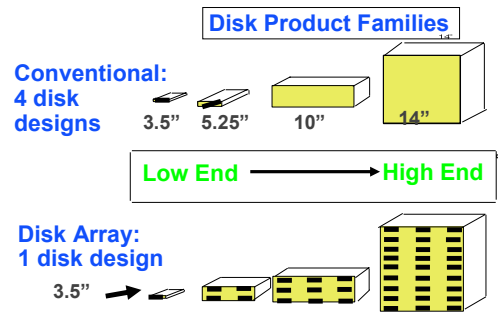 Disk Product Families
14”
Conventional:
4 disk
designs
3.5” 5.25” 10” 14”
Low End High End
Disk Array:
1 disk design
3.5”